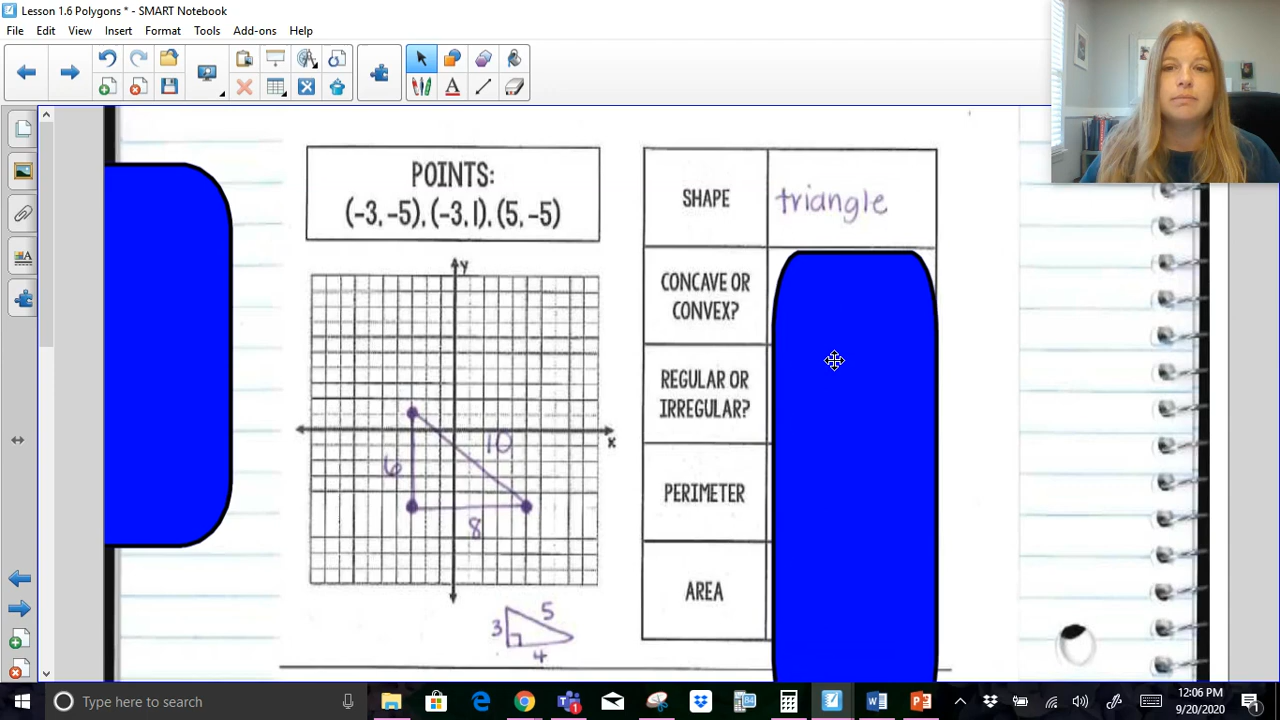 Lesson 1.6 Polygons * - SMART Notebook
File Edit View Insert Format Tools Add-ons Help
POINTS:
(-3, -5), (-3, 1), (5, -5)
y
x
6
10
8
3
5
4
SHAPE
triangle
CONCAVE OR
CONVEX?
REGULAR OR
IRREGULAR?
PERIMETER
AREA
Type here to search
12:06 PM
9/20/2020